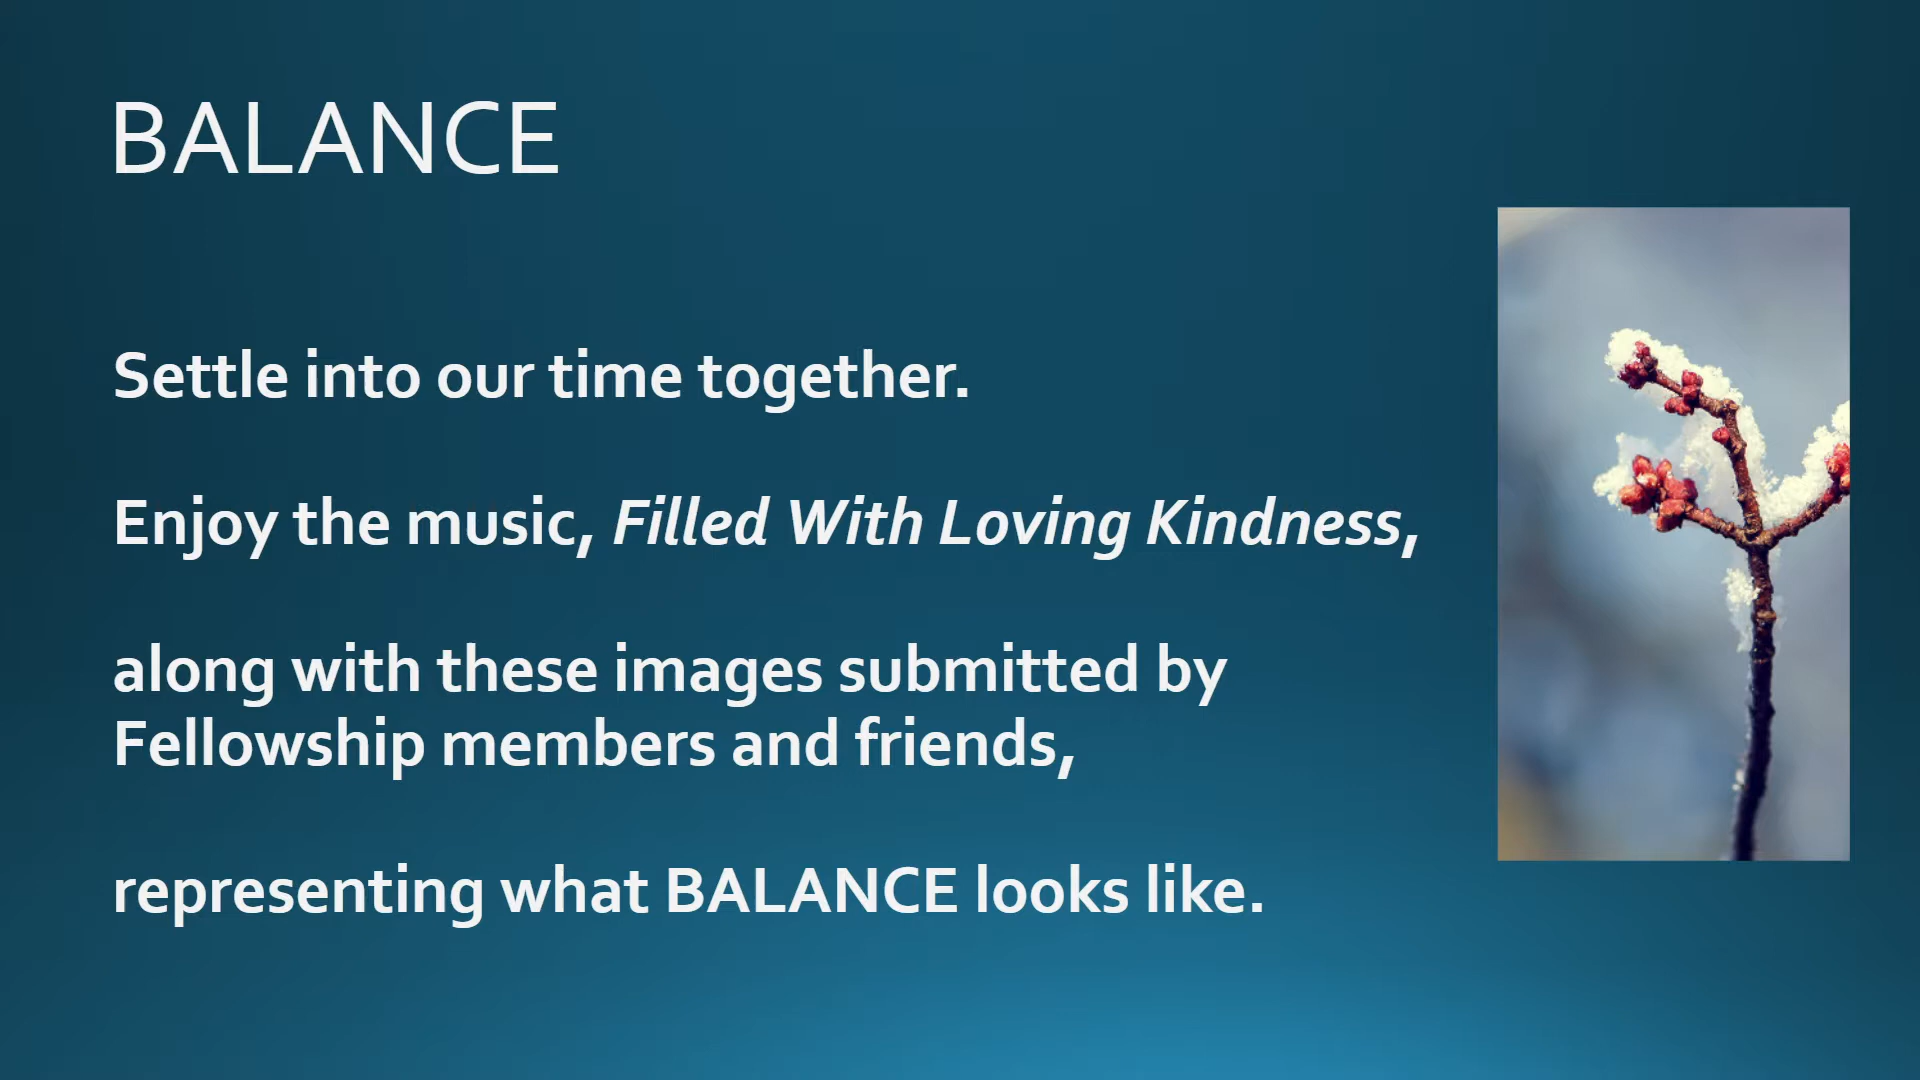 BALANCE
Settle into our time together.
Enjoy the music, Filled With Loving Kindness,
along with these images submitted by
Fellowship members and friends,
representing what BALANCE looks like.